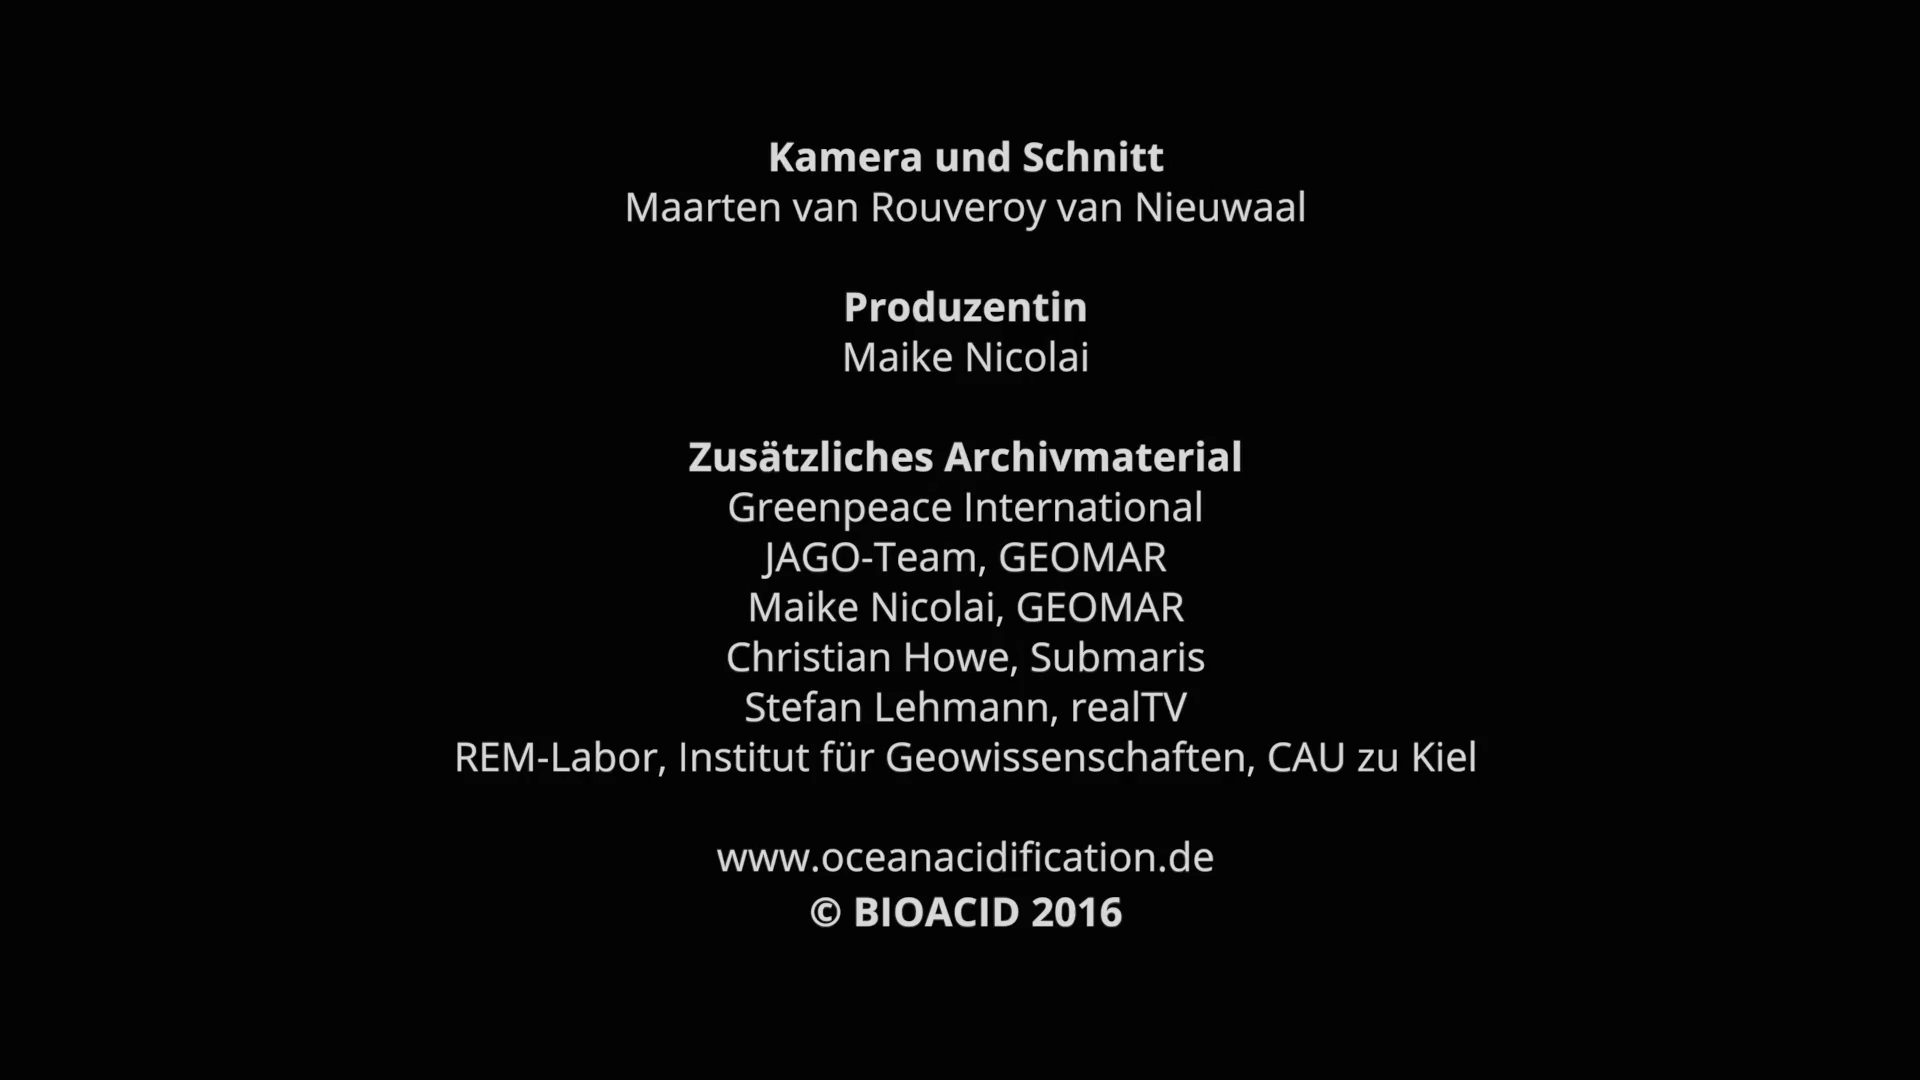 Kamera und Schnitt
Maarten van Rouveroy van Nieuwaal
Produzentin
Maike Nicolai
Zusätzliches Archivmaterial
Greenpeace International
JAGO-Team, GEOMAR
Maike Nicolai, GEOMAR
Christian Howe, Submaris
Stefan Lehmann, realTV
REM-Labor, Institut für Geowissenschaften, CAU zu Kiel
www.oceanacidification.de
© BIOACID 2016